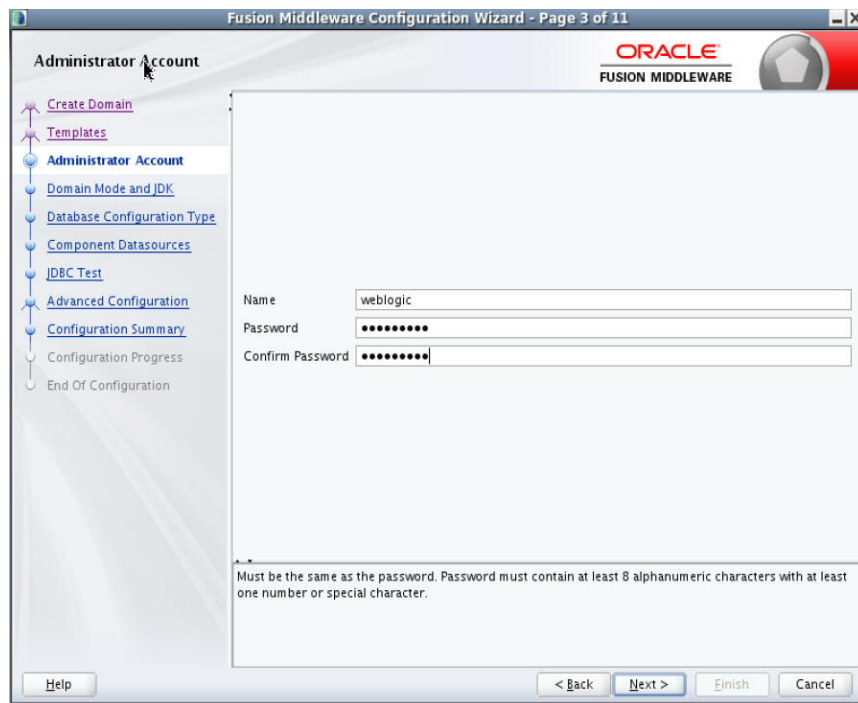 Fusion Middleware Configuration Wizard - Page 3 of 11
Administrator Account
ORACLE
FUSION MIDDLEWARE
Create Domain
Templates
Administrator Account
Domain Mode and JDK
Database Configuration Type
Component Datasources
JDBC Test
Advanced Configuration
Configuration Summary
Configuration Progress
End Of Configuration
Name weblogic
Password •••••••••
Confirm Password •••••••••
Must be the same as the password. Password must contain at least 8 alphanumeric characters with at least
one number or special character.
Help < Back Next > Finish Cancel